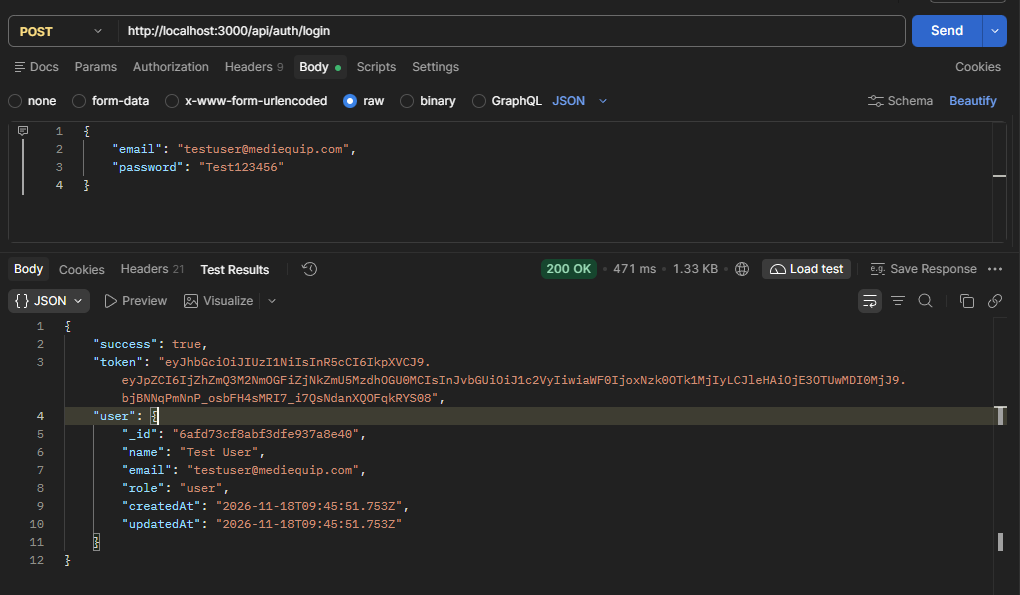 POST http://localhost:3000/api/auth/login Send
Docs Params Authorization Headers 9 Body Scripts Settings Cookies
none form-data x-www-form-urlencoded raw binary GraphQL JSON Schema Beautify
1 {
2 "email": "testuser@mediequip.com",
3 "password": "Test123456"
4 }
Body Cookies Headers 21 Test Results 200 OK • 471 ms • 1.33 KB • Load test e.g. Save Response
{} JSON Preview Visualize
1 {
2 "success": true,
3 "token": "eyJhbGciOiJIUzI1NiIsInR5cCI6IkpXVCJ9.
eyJpZCI6IjZhZmQ3M2NmOGFiZjNkZmU5MzdhOGU0MCIsInJvbGUiOiJ1c2VyIiwiaWF0IjoxNzk0OTk1MjIyLCJleHAiOjE3OTUwMDI0MjJ9.
bjBNNqPmNnP_osbFH4sMRI7_i7QsNdanXQOFqkRYS08",
4 "user": {
5 "_id": "6afd73cf8abf3dfe937a8e40",
6 "name": "Test User",
7 "email": "testuser@mediequip.com",
8 "role": "user",
9 "createdAt": "2026-11-18T09:45:51.753Z",
10 "updatedAt": "2026-11-18T09:45:51.753Z"
11 }
12 }